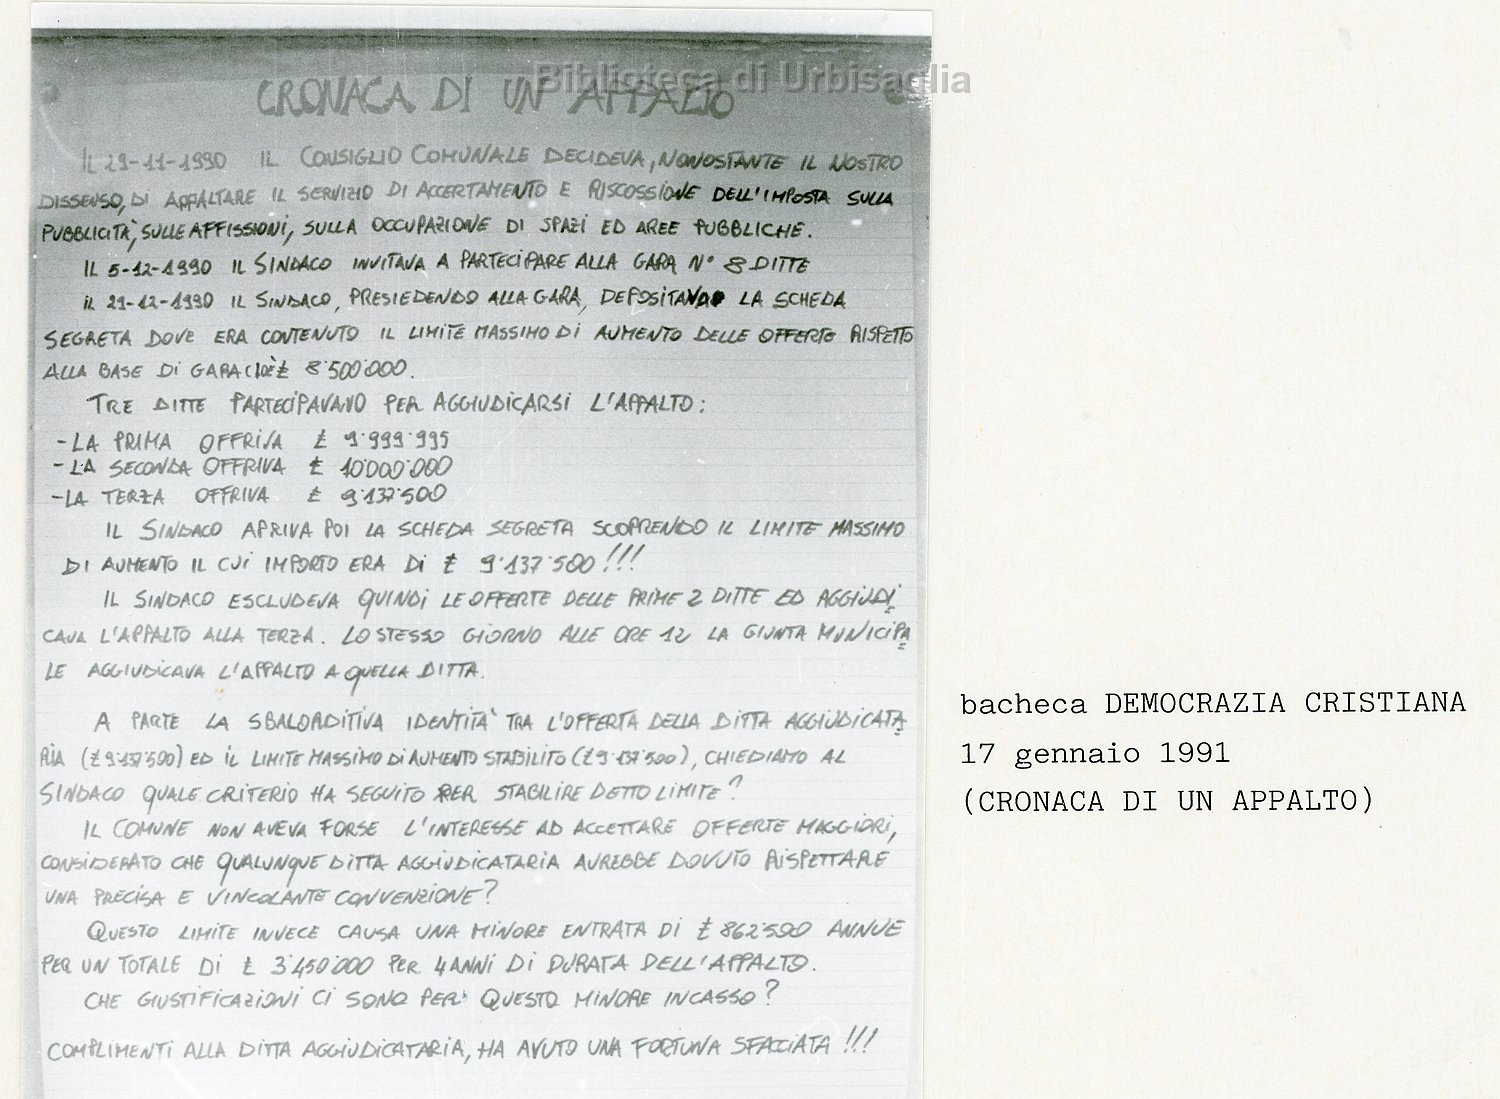 Biblioteca di Urbisaglia
CRONACA DI UN APPALTO
IL 29-11-1990 IL CONSIGLIO COMUNALE DECIDEVA, NONOSTANTE IL NOSTRO
DISSENSO, DI APPALTARE IL SERVIZIO DI ACCERTAMENTO E RISCOSSIONE DELL'IMPOSTA SULLA
PUBBLICITÀ, SULLE AFFISSIONI, SULLA OCCUPAZIONE DI SPAZI ED AREE PUBBLICHE.
IL 5-12-1990 IL SINDACO INVITAVA A PARTECIPARE ALLA GARA N° 8 DITTE
IL 21-12-1990 IL SINDACO, PRESIEDENDO ALLA GARA, DEPOSITAVA LA SCHEDA
SEGRETA DOVE ERA CONTENUTO IL LIMITE MASSIMO DI AUMENTO DELLE OFFERTE RISPETTO
ALLA BASE DI GARA CIOÈ £ 8'500'000.
TRE DITTE PARTECIPAVANO PER AGGIUDICARSI L'APPALTO:
-LA PRIMA OFFRIVA £ 9'999'995
-LA SECONDA OFFRIVA £ 10'000'000
-LA TERZA OFFRIVA £ 9'137'500
IL SINDACO APRIVA POI LA SCHEDA SEGRETA SCOPRENDO IL LIMITE MASSIMO
DI AUMENTO IL CUI IMPORTO ERA DI £ 9'137'500!!!
IL SINDACO ESCLUDEVA QUINDI LE OFFERTE DELLE PRIME 2 DITTE ED AGGIUDI
CAVA L'APPALTO ALLA TERZA. LO STESSO GIORNO ALLE ORE 12 LA GIUNTA MUNICIPA
LE AGGIUDICAVA L'APPALTO A QUELLA DITTA.
A PARTE LA SBALORDITIVA IDENTITÀ TRA L'OFFERTA DELLA DITTA AGGIUDICATA
RIA (£ 9'137'500) ED IL LIMITE MASSIMO DI AUMENTO STABILITO (£ 9'137'500), CHIEDIAMO AL
SINDACO QUALE CRITERIO HA SEGUITO PER STABILIRE DETTO LIMITE?
IL COMUNE NON AVEVA FORSE L'INTERESSE AD ACCETTARE OFFERTE MAGGIORI,
CONSIDERATO CHE QUALUNQUE DITTA AGGIUDICATARIA AVREBBE DOVUTO RISPETTARE
UNA PRECISA E VINCOLANTE CONVENZIONE?
QUESTO LIMITE INVECE CAUSA UNA MINORE ENTRATA DI £ 862'500 ANNUE
PER UN TOTALE DI £ 3'450'000 PER 4 ANNI DI DURATA DELL'APPALTO.
CHE GIUSTIFICAZIONI CI SONO PER QUESTO MINORE INCASSO?
COMPLIMENTI ALLA DITTA AGGIUDICATARIA, HA AVUTO UNA FORTUNA SFACCIATA!!!
bacheca DEMOCRAZIA CRISTIANA
17 gennaio 1991
(CRONACA DI UN APPALTO)